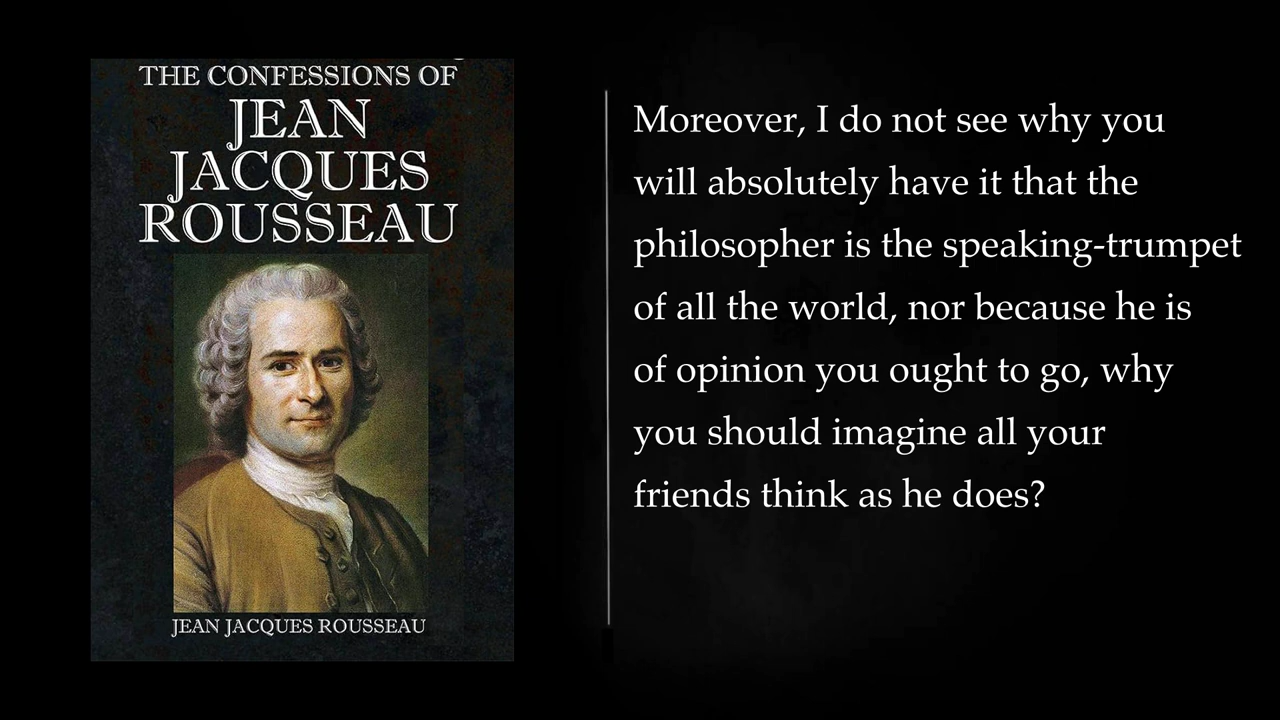 THE CONFESSIONS OF
JEAN
JACQUES
ROUSSEAU
JEAN JACQUES ROUSSEAU
Moreover, I do not see why you
will absolutely have it that the
philosopher is the speaking-trumpet
of all the world, nor because he is
of opinion you ought to go, why
you should imagine all your
friends think as he does?